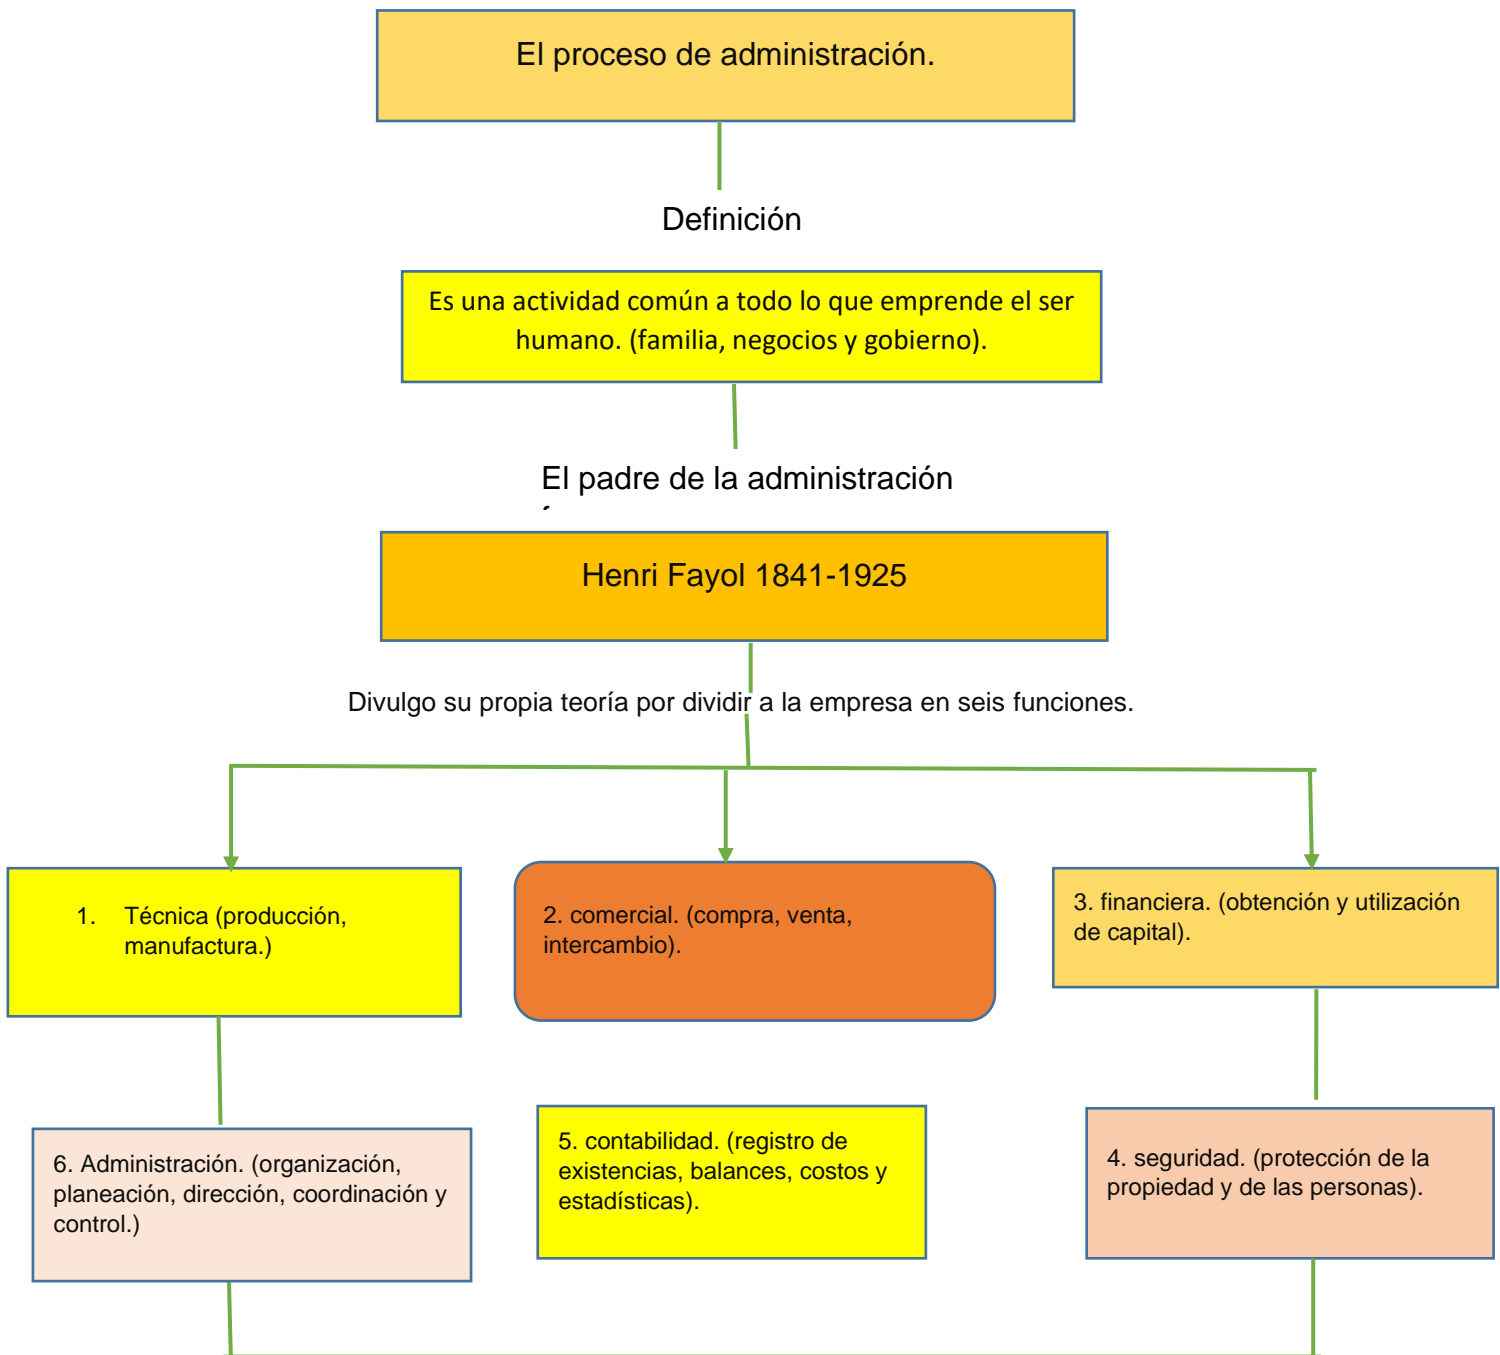 El proceso de administración.
Definición
Es una actividad común a todo lo que emprende el ser
humano. (familia, negocios y gobierno).
El padre de la administración
Henri Fayol 1841-1925
Divulgo su propia teoría por dividir a la empresa en seis funciones.
1. Técnica (producción,
manufactura.)
2. comercial. (compra, venta,
intercambio).
3. financiera. (obtención y utilización
de capital).
6. Administración. (organización,
planeación, dirección, coordinación y
control.)
5. contabilidad. (registro de
existencias, balances, costos y
estadísticas).
4. seguridad. (protección de la
propiedad y de las personas).